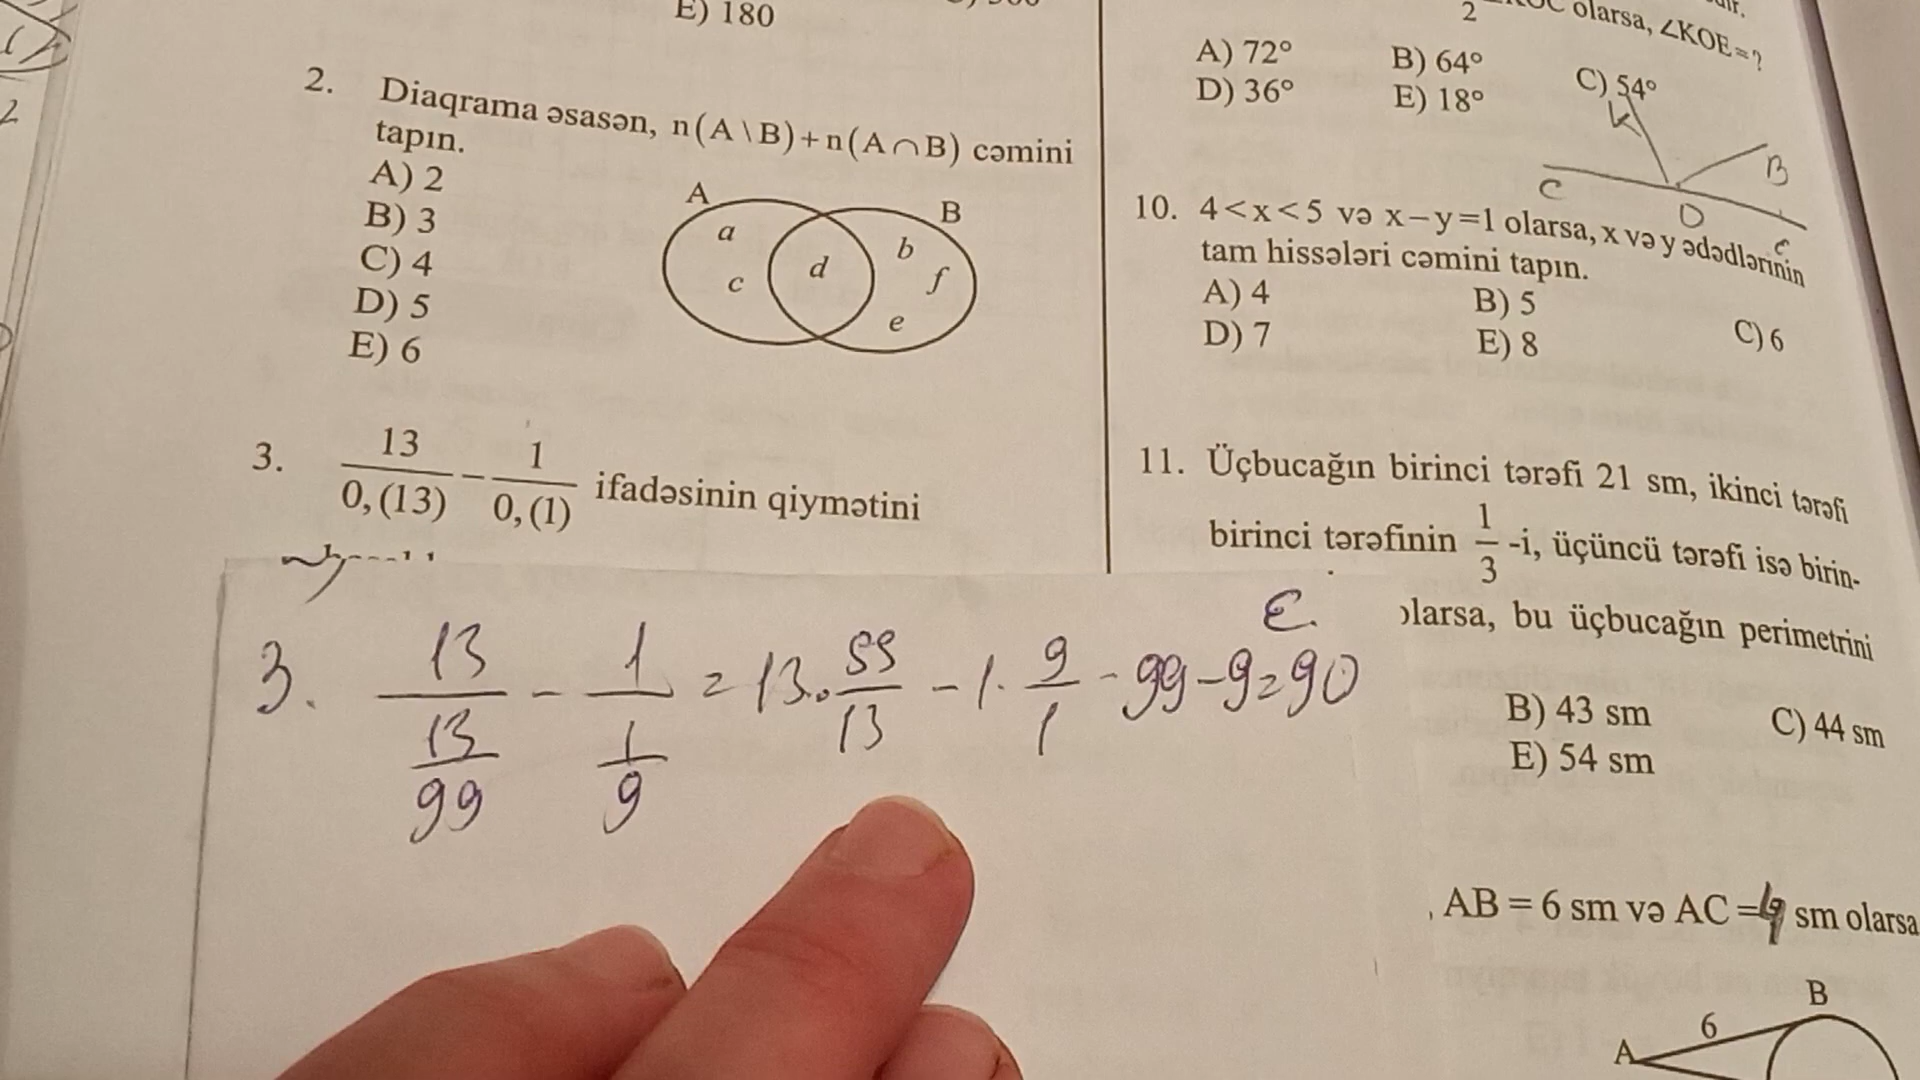 E) 180
2. Diaqrama əsasən, n(A \ B)+n(A∩B) cəmini
tapın.
A) 2
B) 3
C) 4
D) 5
E) 6
A
B
a
b
c
d
f
e
3. 13/0,(13) - 1/0,(1) ifadəsinin qiymətini
3. 13/(13/99) - 1/(1/9) = 13·99/13 - 1·9/1 - 99-9=90
E.
2
olarsa, ∠KOE=?
A) 72°
B) 64°
C) 54°
D) 36°
E) 18°
K
B
C
O
E
10. 4<x<5 və x-y=1 olarsa, x və y ədədlərinin
tam hissələri cəmini tapın.
A) 4
B) 5
C) 6
D) 7
E) 8
11. Üçbucağın birinci tərəfi 21 sm, ikinci tərəfi
birinci tərəfinin 1/3 -i, üçüncü tərəfi isə birin-
olarsa, bu üçbucağın perimetrini
B) 43 sm
C) 44 sm
E) 54 sm
, AB = 6 sm və AC = sm olarsa
B
6
A